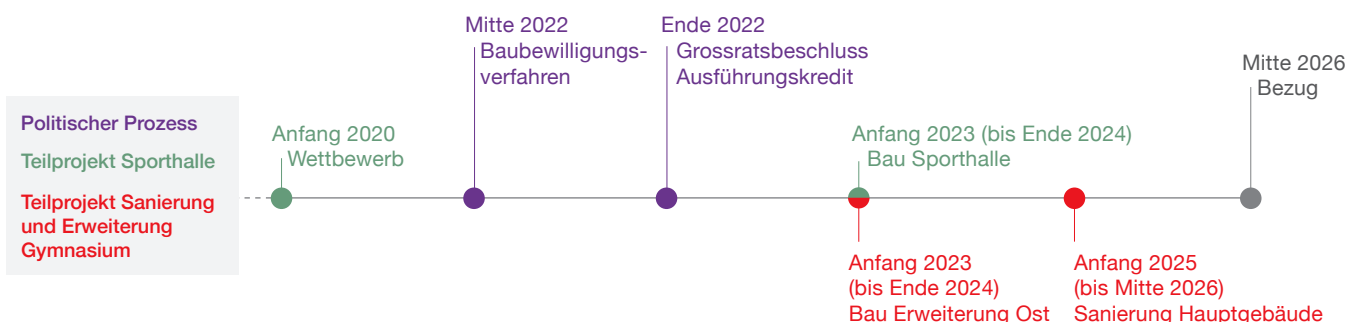 Politischer Prozess
Teilprojekt Sporthalle
Teilprojekt Sanierung
und Erweiterung
Gymnasium
Anfang 2020
Wettbewerb
Mitte 2022
Baubewilligungs-
verfahren
Ende 2022
Grossratsbeschluss
Ausführungskredit
Anfang 2023 (bis Ende 2024)
Bau Sporthalle
Anfang 2023
(bis Ende 2024)
Bau Erweiterung Ost
Anfang 2025
(bis Mitte 2026)
Sanierung Hauptgebäude
Mitte 2026
Bezug